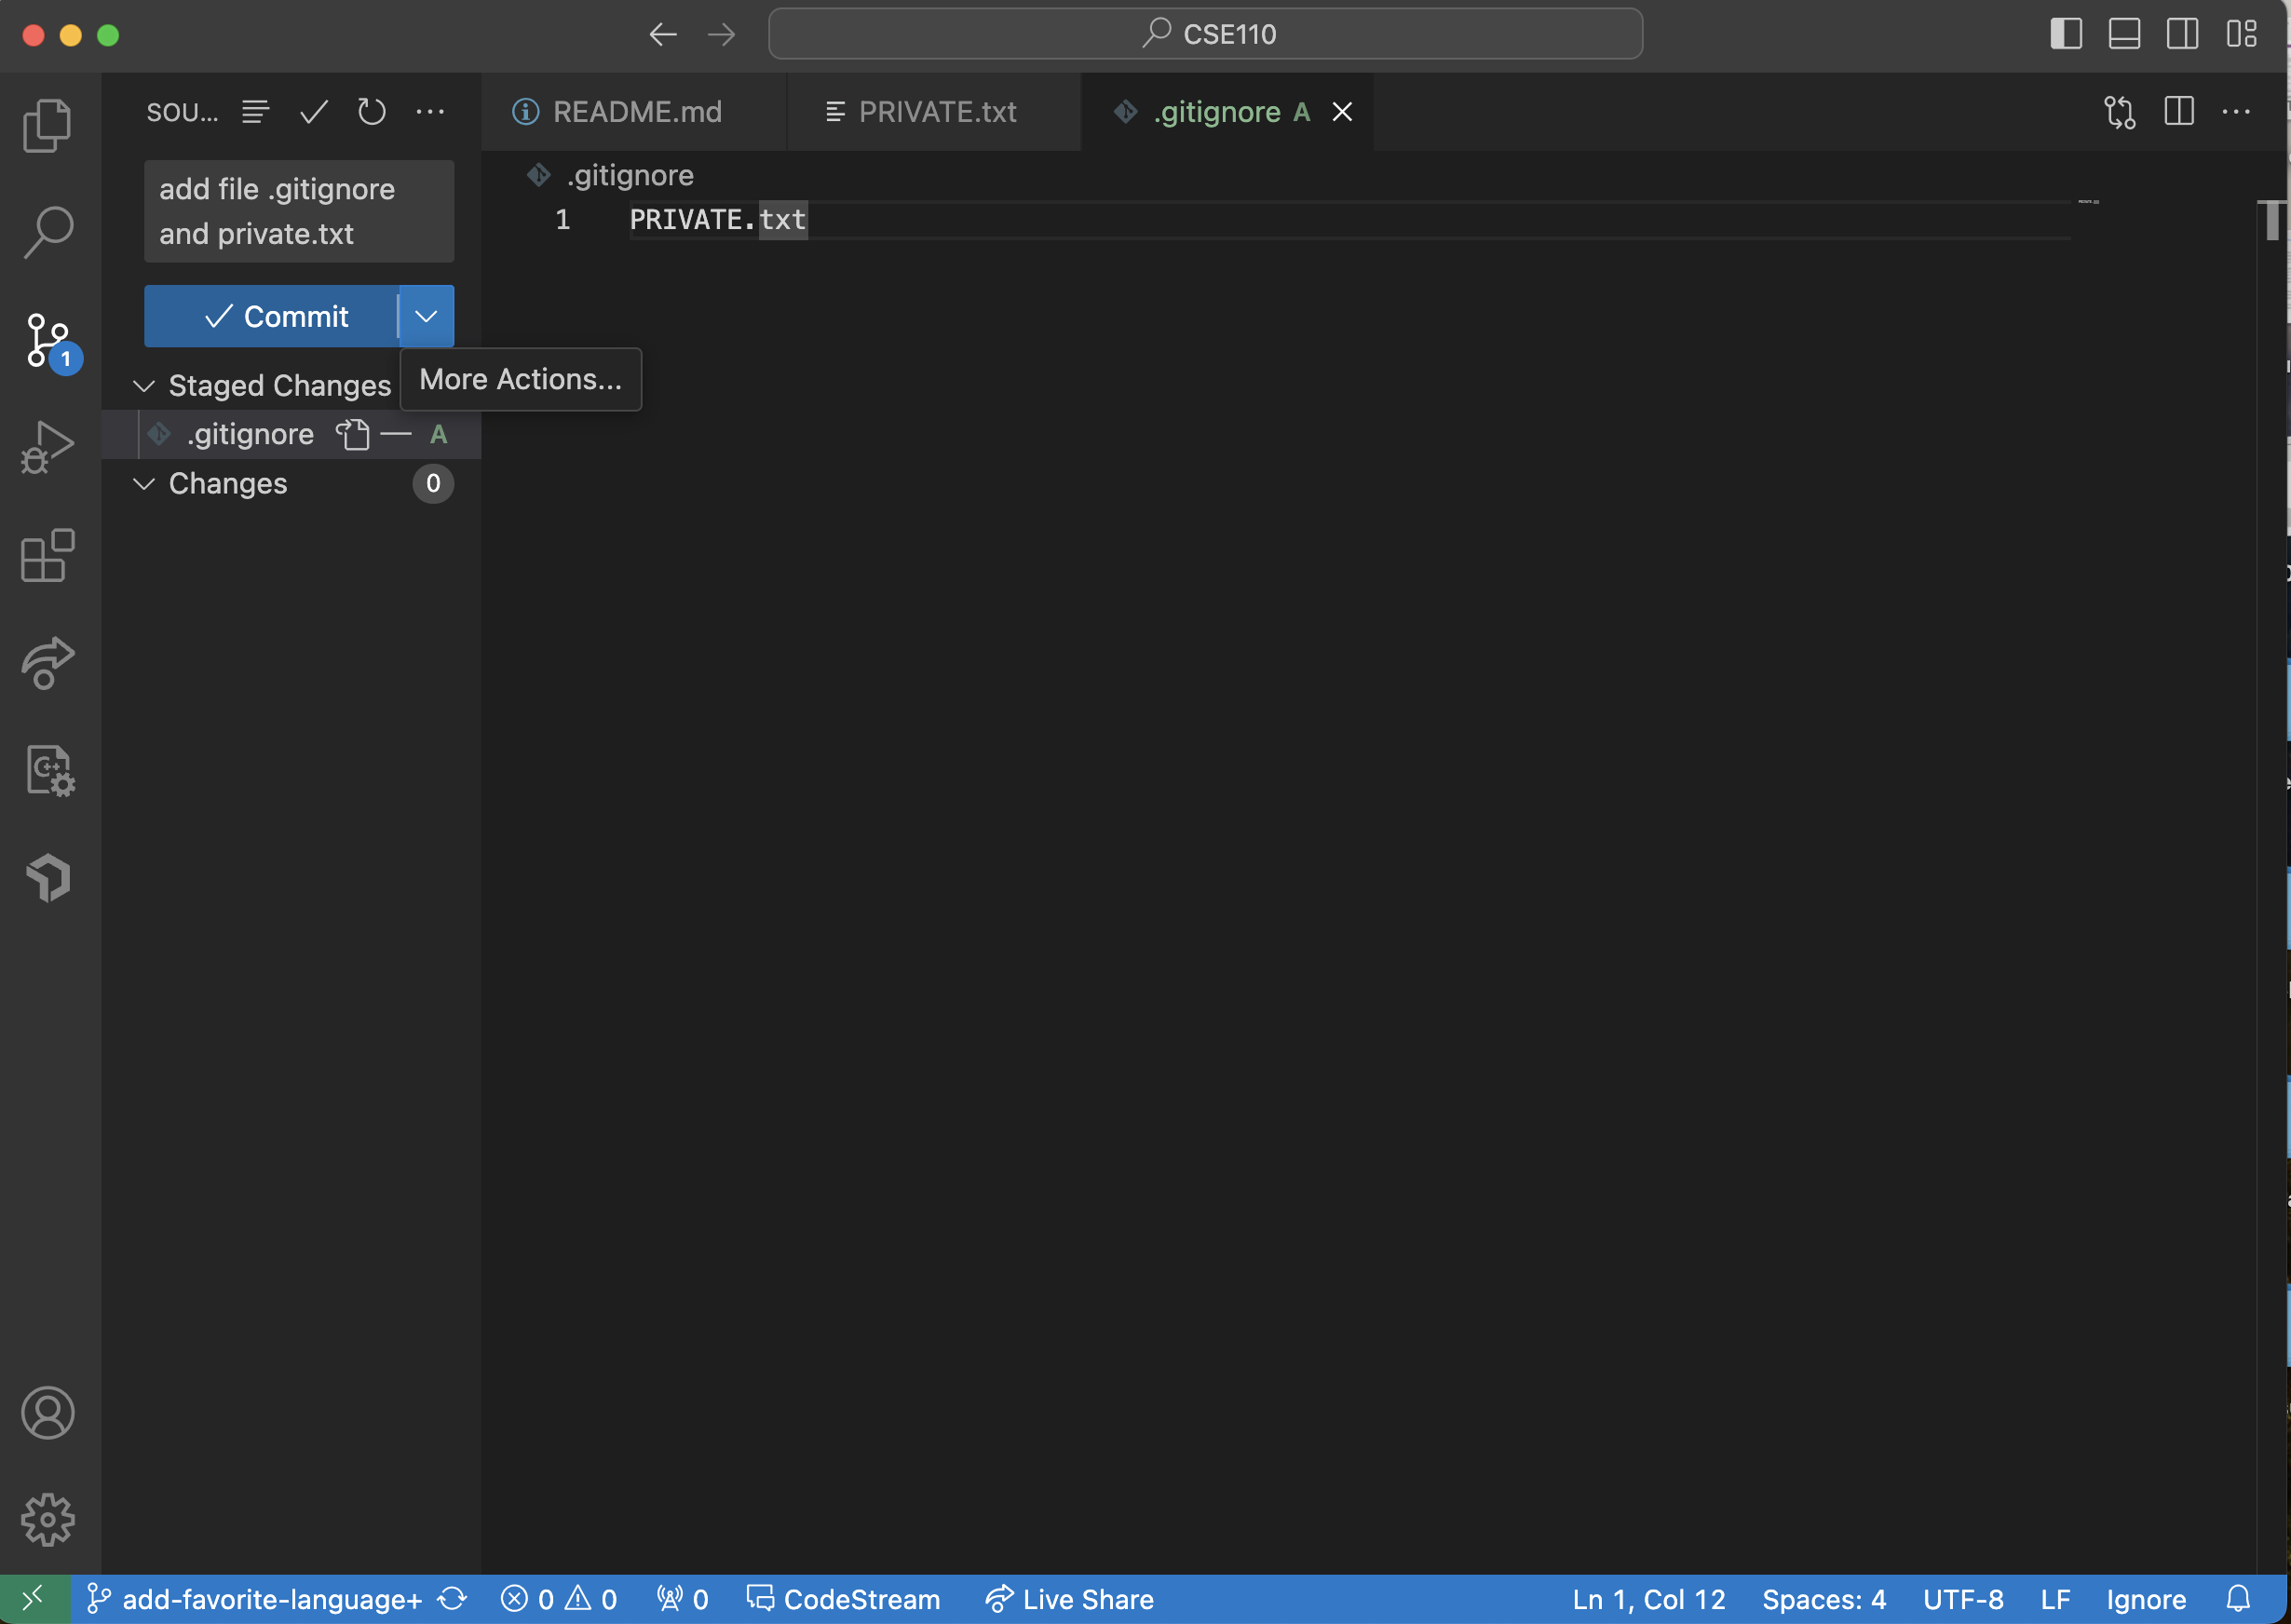 CSE110
SOU...
README.md
PRIVATE.txt
.gitignore A
add file .gitignore
and private.txt
.gitignore
1 PRIVATE.txt
Commit
More Actions...
1
Staged Changes
.gitignore A
Changes 0
C++
add-favorite-language+ 0 0 0 CodeStream Live Share Ln 1, Col 12 Spaces: 4 UTF-8 LF Ignore